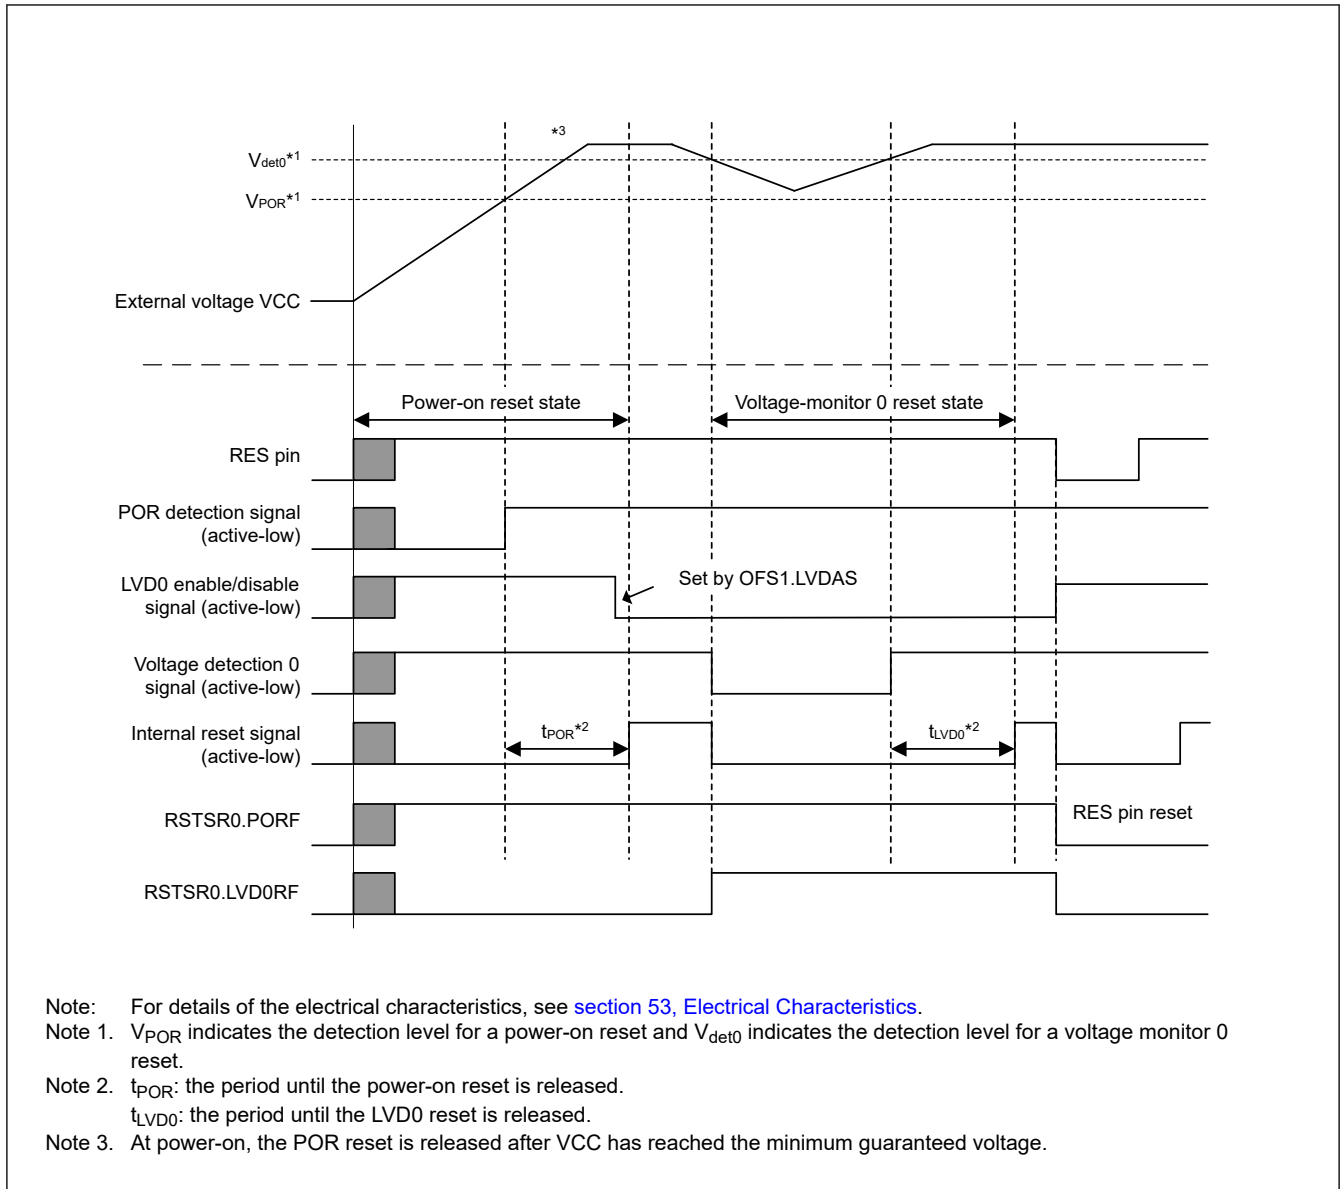 *3
Vdet0*1
VPOR*1
External voltage VCC
Power-on reset state
Voltage-monitor 0 reset state
RES pin
POR detection signal
(active-low)
LVD0 enable/disable
signal (active-low)
Set by OFS1.LVDAS
Voltage detection 0
signal (active-low)
Internal reset signal
(active-low)
tPOR*2
tLVD0*2
RSTSR0.PORF
RES pin reset
RSTSR0.LVD0RF
Note: For details of the electrical characteristics, see section 53, Electrical Characteristics.
Note 1. VPOR indicates the detection level for a power-on reset and Vdet0 indicates the detection level for a voltage monitor 0
reset.
Note 2. tPOR: the period until the power-on reset is released.
tLVD0: the period until the LVD0 reset is released.
Note 3. At power-on, the POR reset is released after VCC has reached the minimum guaranteed voltage.